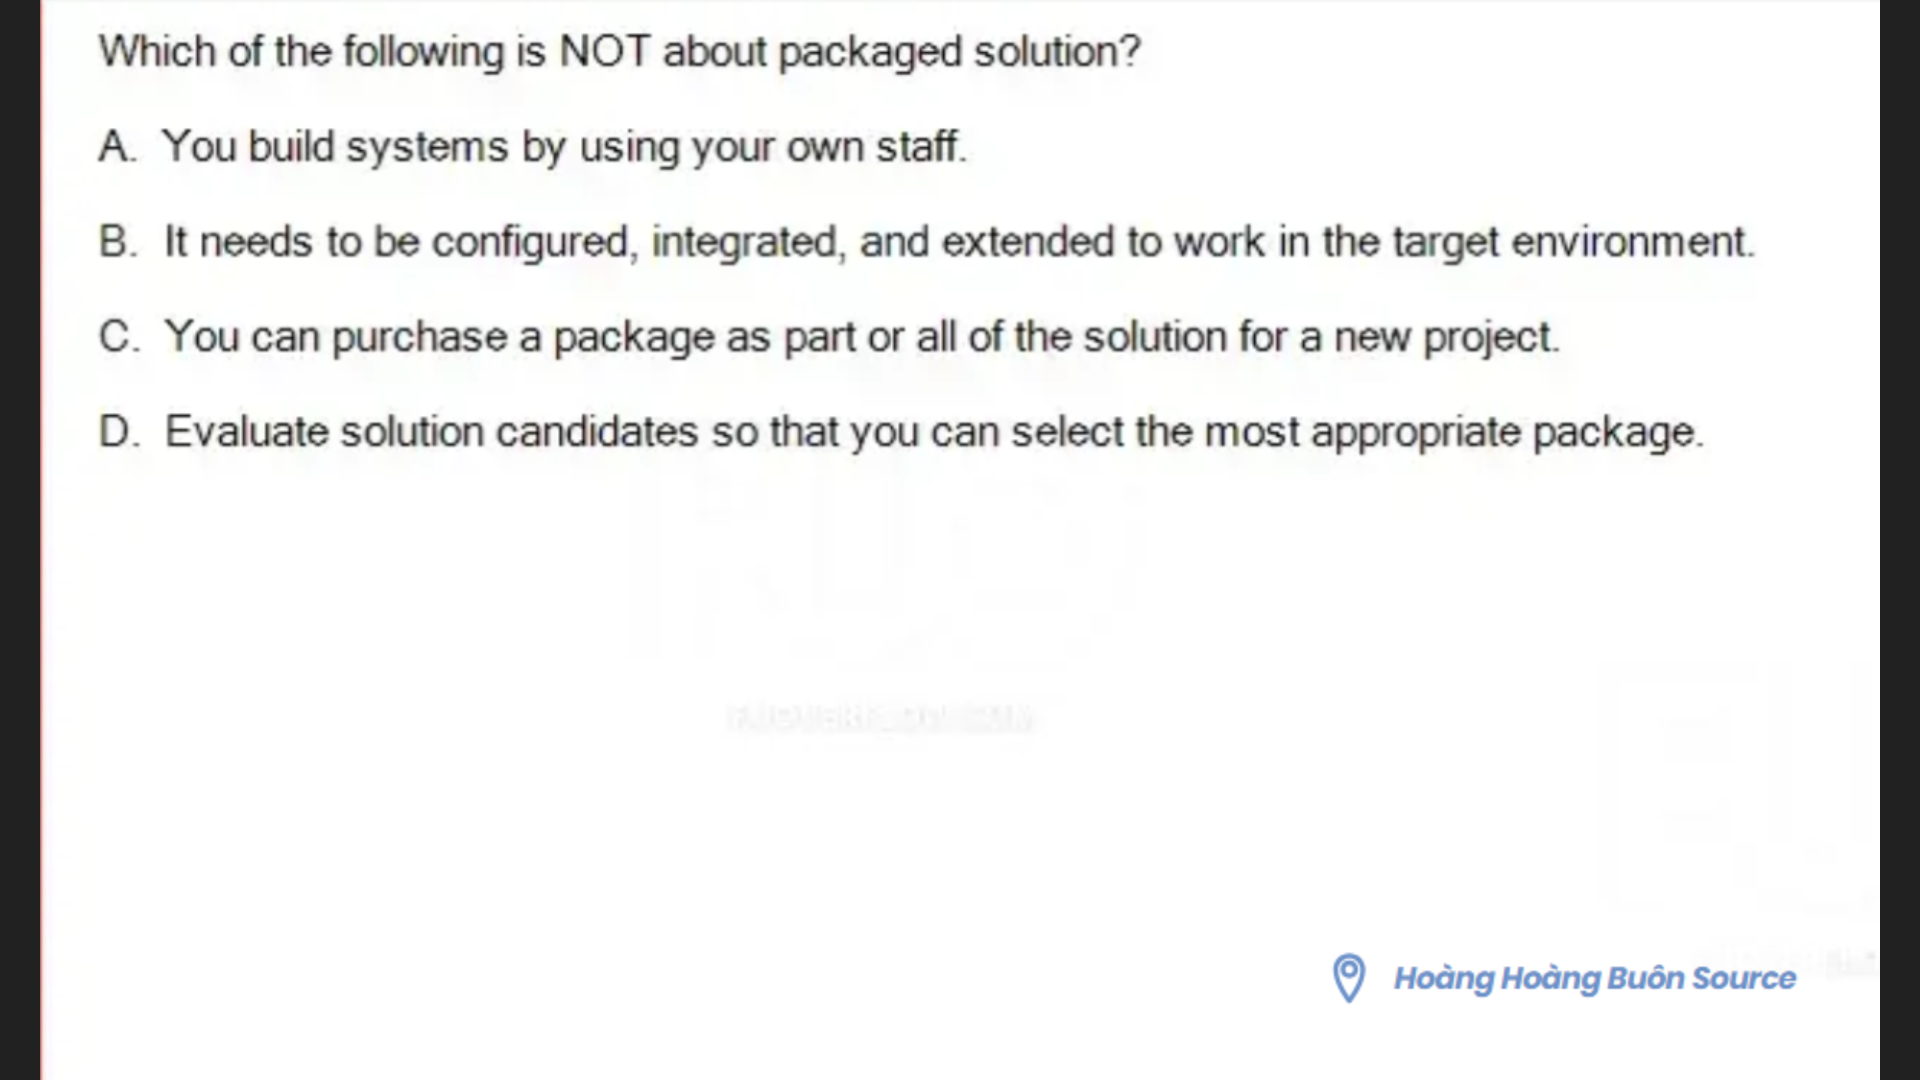 Which of the following is NOT about packaged solution?
A. You build systems by using your own staff.
B. It needs to be configured, integrated, and extended to work in the target environment.
C. You can purchase a package as part or all of the solution for a new project.
D. Evaluate solution candidates so that you can select the most appropriate package.
Hoàng Hoàng Buôn Source